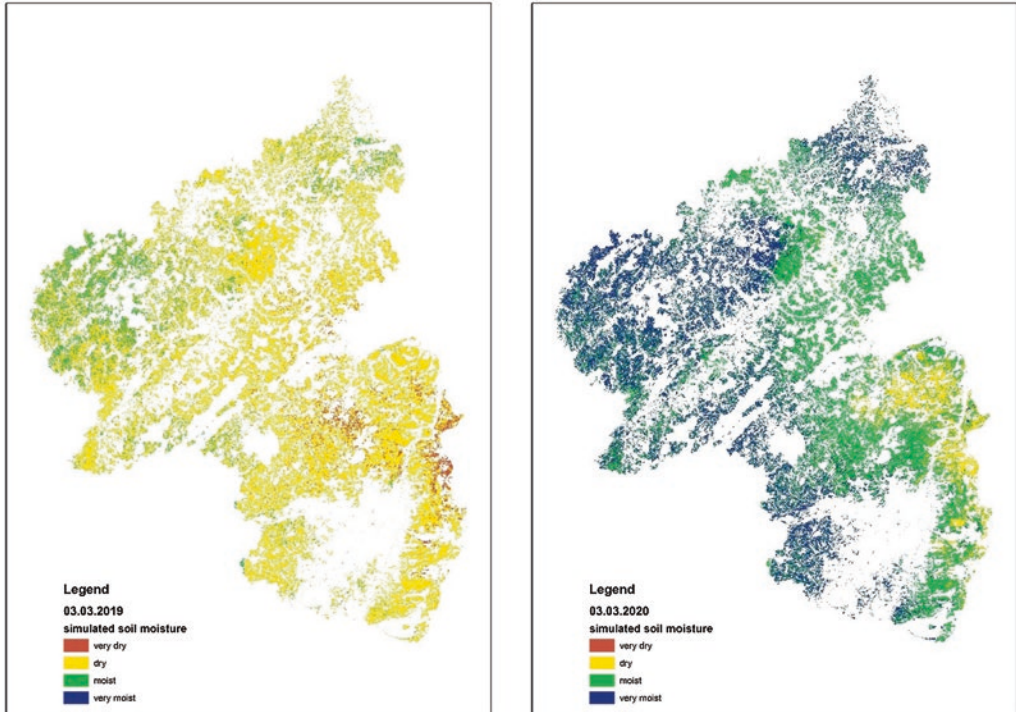 Legend
03.03.2019
simulated soil moisture
very dry
dry
moist
very moist
Legend
03.03.2020
simulated soil moisture
very dry
dry
moist
very moist